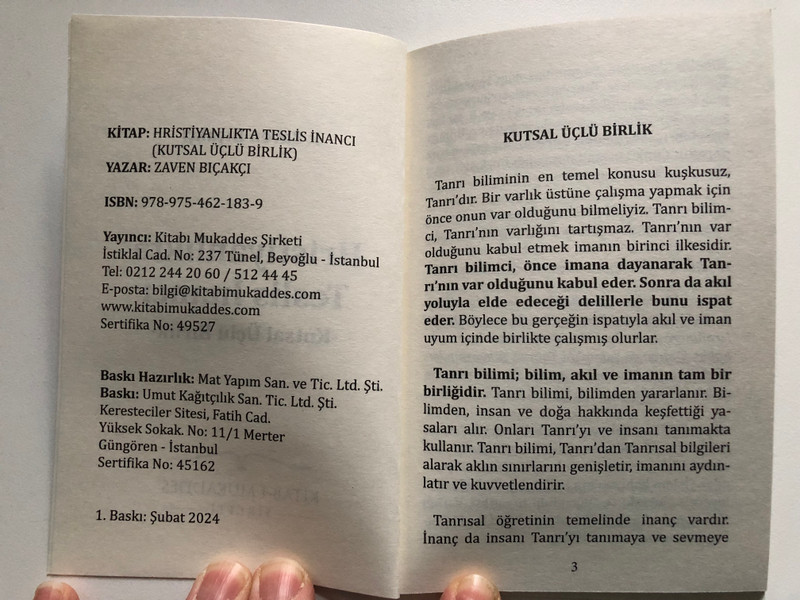 KİTAP: HRİSTİYANLIKTA TESLİS İNANCI
(KUTSAL ÜÇLÜ BİRLİK)
YAZAR: ZAVEN BIÇAKÇI
ISBN: 978-975-462-183-9
Yayıncı: Kitabı Mukaddes Şirketi
İstiklal Cad. No: 237 Tünel, Beyoğlu - İstanbul
Tel: 0212 244 20 60 / 512 44 45
E-posta: bilgi@kitabimukaddes.com
www.kitabimukaddes.com
Sertifika No: 49527
Baskı Hazırlık: Mat Yapım San. ve Tic. Ltd. Şti.
Baskı: Umut Kağıtçılık San. Tic. Ltd. Şti.
Keresteciler Sitesi, Fatih Cad.
Yüksek Sokak. No: 11/1 Merter
Güngören - İstanbul
Sertifika No: 45162
1. Baskı: Şubat 2024
KUTSAL ÜÇLÜ BİRLİK
Tanrı biliminin en temel konusu kuşkusuz,
Tanrı'dır. Bir varlık üstüne çalışma yapmak için
önce onun var olduğunu bilmeliyiz. Tanrı bilim-
ci, Tanrı'nın varlığını tartışmaz. Tanrı'nın var
olduğunu kabul etmek imanın birinci ilkesidir.
Tanrı bilimci, önce imana dayanarak Tan-
rı'nın var olduğunu kabul eder. Sonra da akıl
yoluyla elde edeceği delillerle bunu ispat
eder. Böylece bu gerçeğin ispatıyla akıl ve iman
uyum içinde birlikte çalışmış olurlar.
Tanrı bilimi; bilim, akıl ve imanın tam bir
birliğidir. Tanrı bilimi, bilimden yararlanır. Bi-
limden, insan ve doğa hakkında keşfettiği ya-
saları alır. Onları Tanrı'yı ve insanı tanımakta
kullanır. Tanrı bilimi, Tanrı'dan Tanrısal bilgileri
alarak aklın sınırlarını genişletir, imanını aydın-
latır ve kuvvetlendirir.
Tanrısal öğretinin temelinde inanç vardır.
İnanç da insanı Tanrı'yı tanımaya ve sevmeye
3